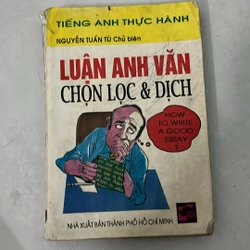 TIẾNG ANH THỰC HÀNH
NGUYỄN TUẤN TÚ Chủ biên
LUẬN ANH VĂN
CHỌN LỌC & DỊCH
HOW TO
WRITE
A GOOD
ESSAY
?
NHÀ XUẤT BẢN THÀNH PHỐ HỒ CHÍ MINH